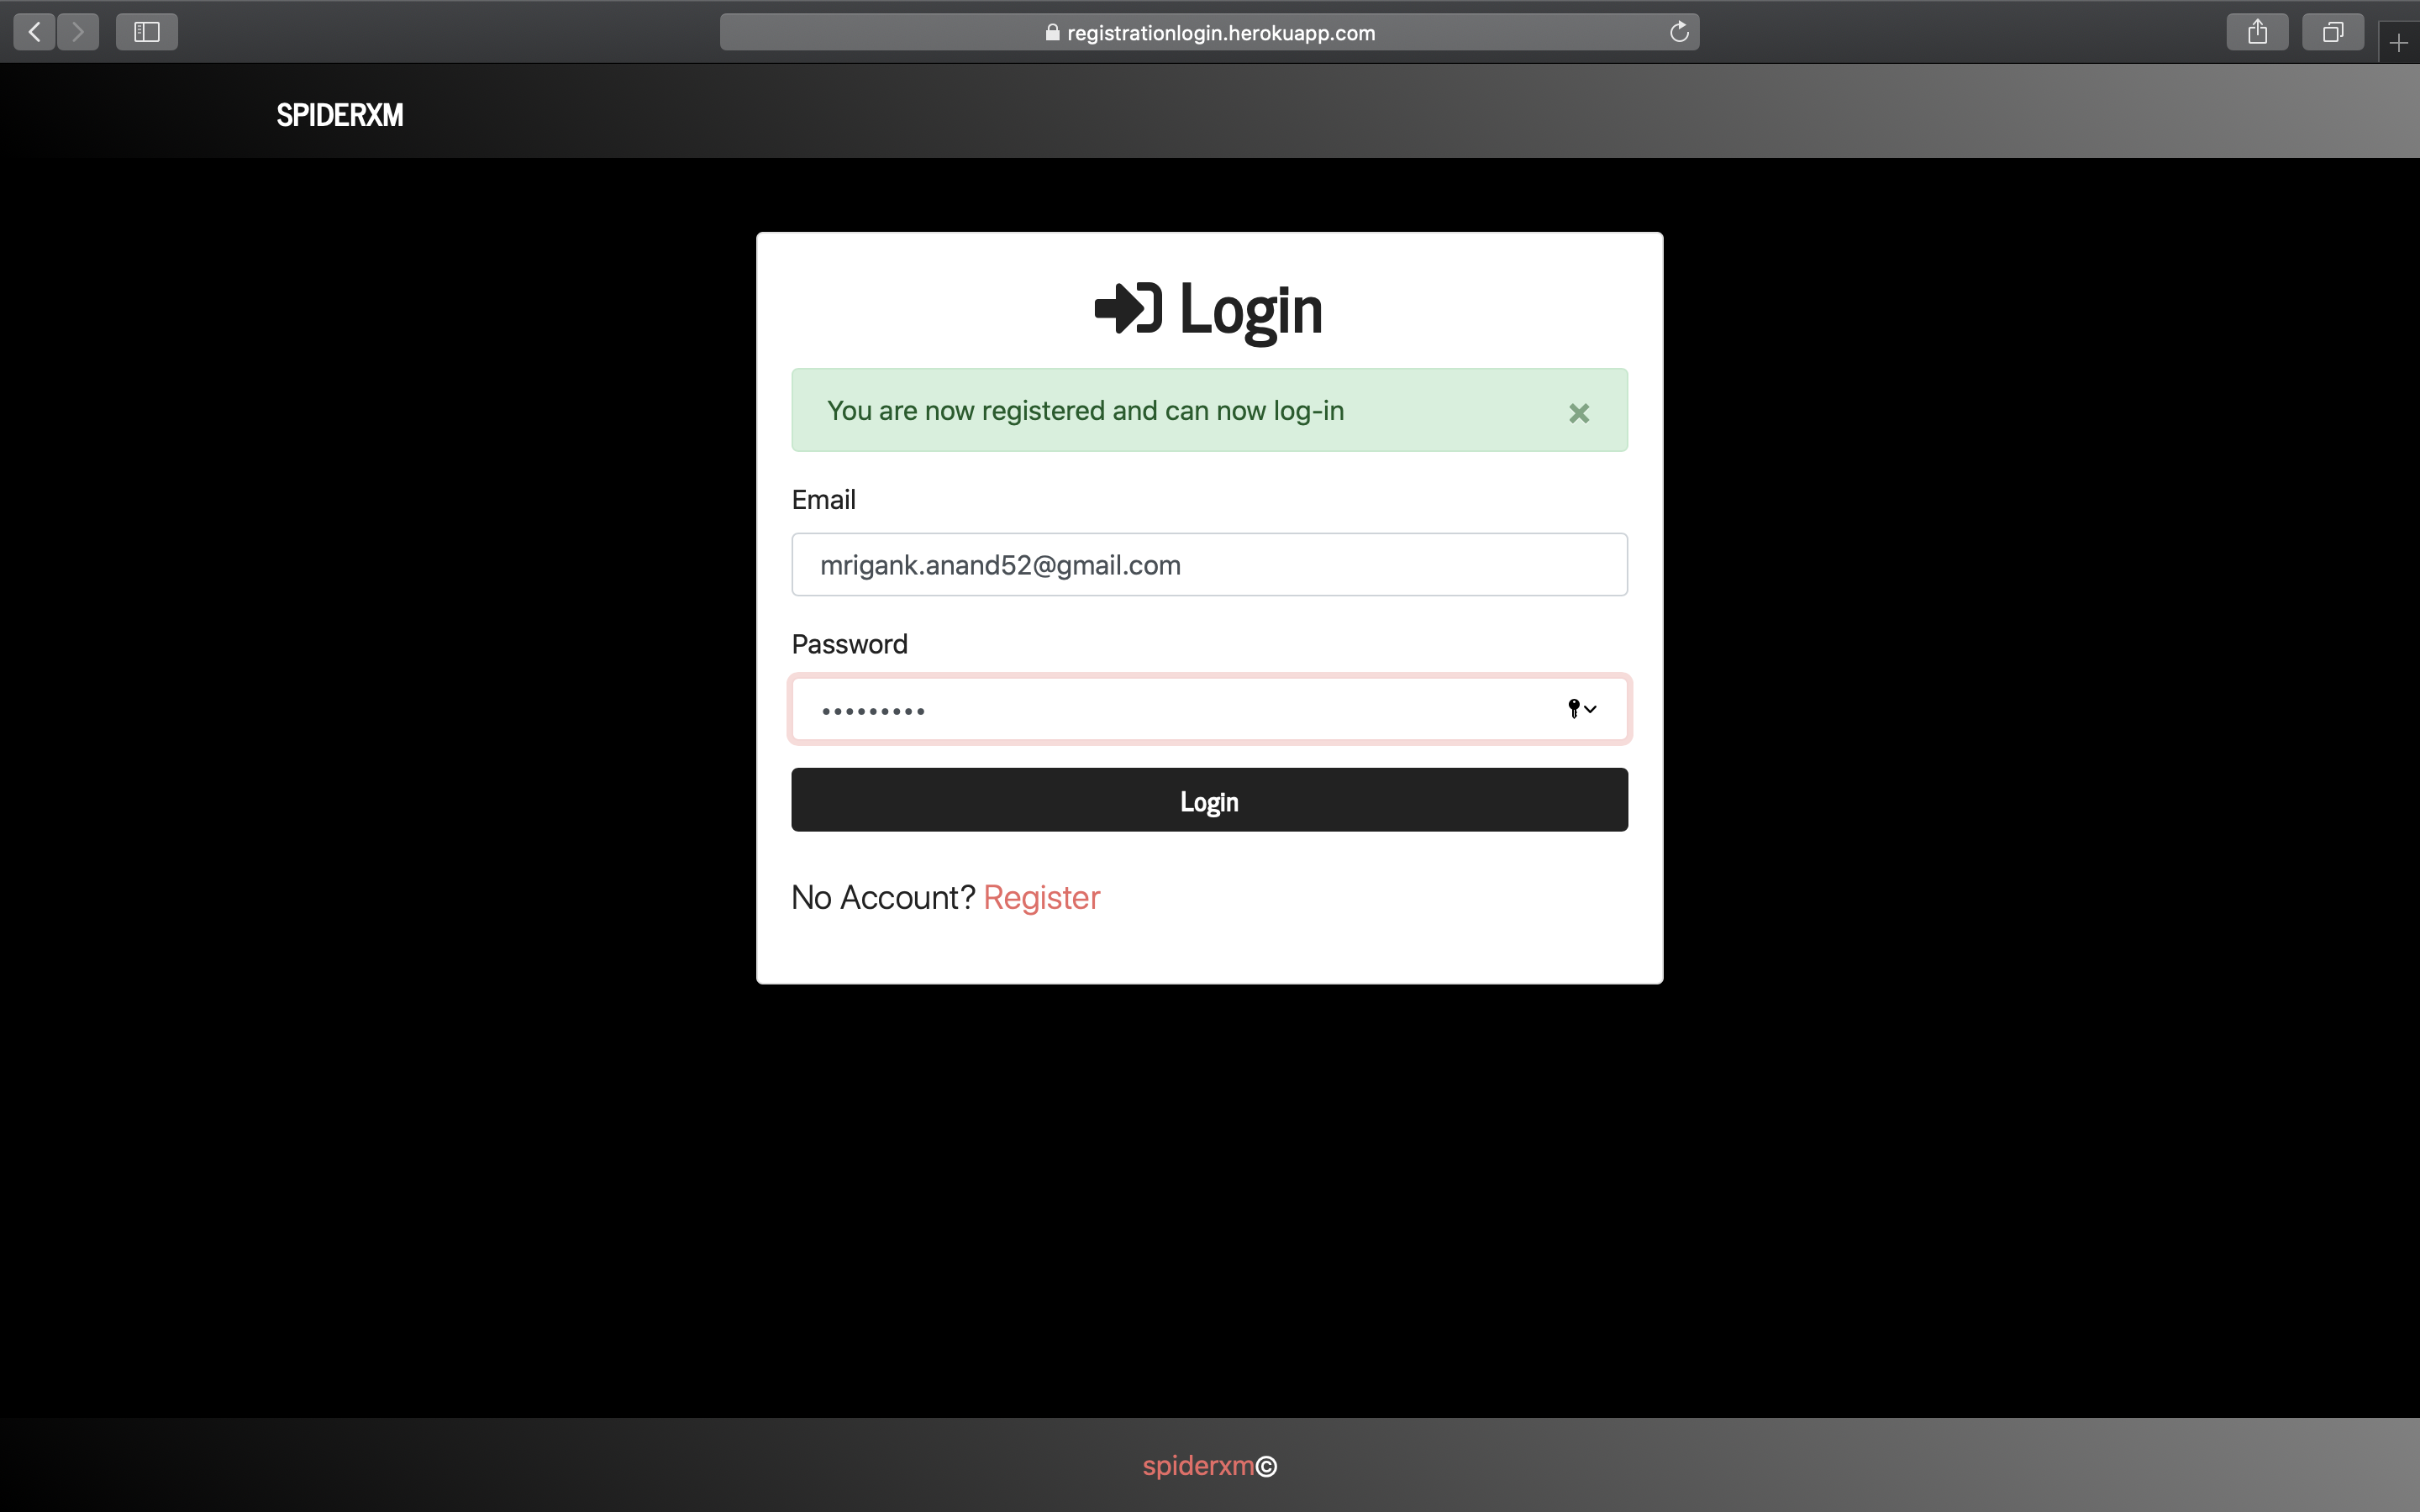 registrationlogin.herokuapp.com
SPIDERXM
Login
You are now registered and can now log-in ×
Email
mrigank.anand52@gmail.com
Password
•••••••••
Login
No Account? Register
spiderxm©